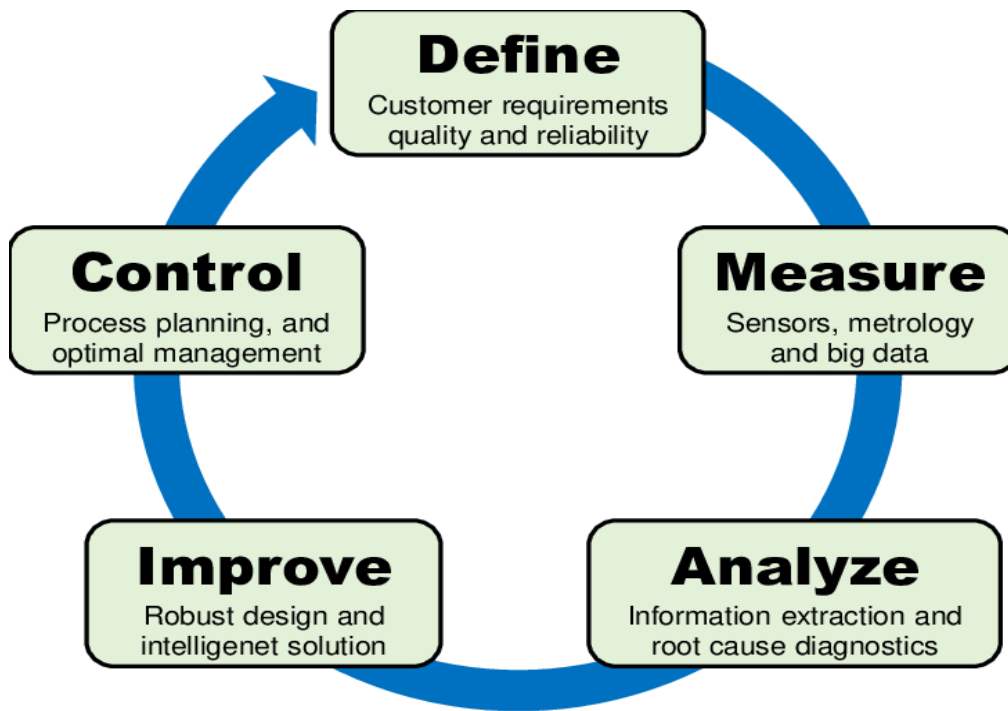 Define
Customer requirements
quality and reliability
Measure
Sensors, metrology
and big data
Analyze
Information extraction and
root cause diagnostics
Improve
Robust design and
intelligenet solution
Control
Process planning, and
optimal management